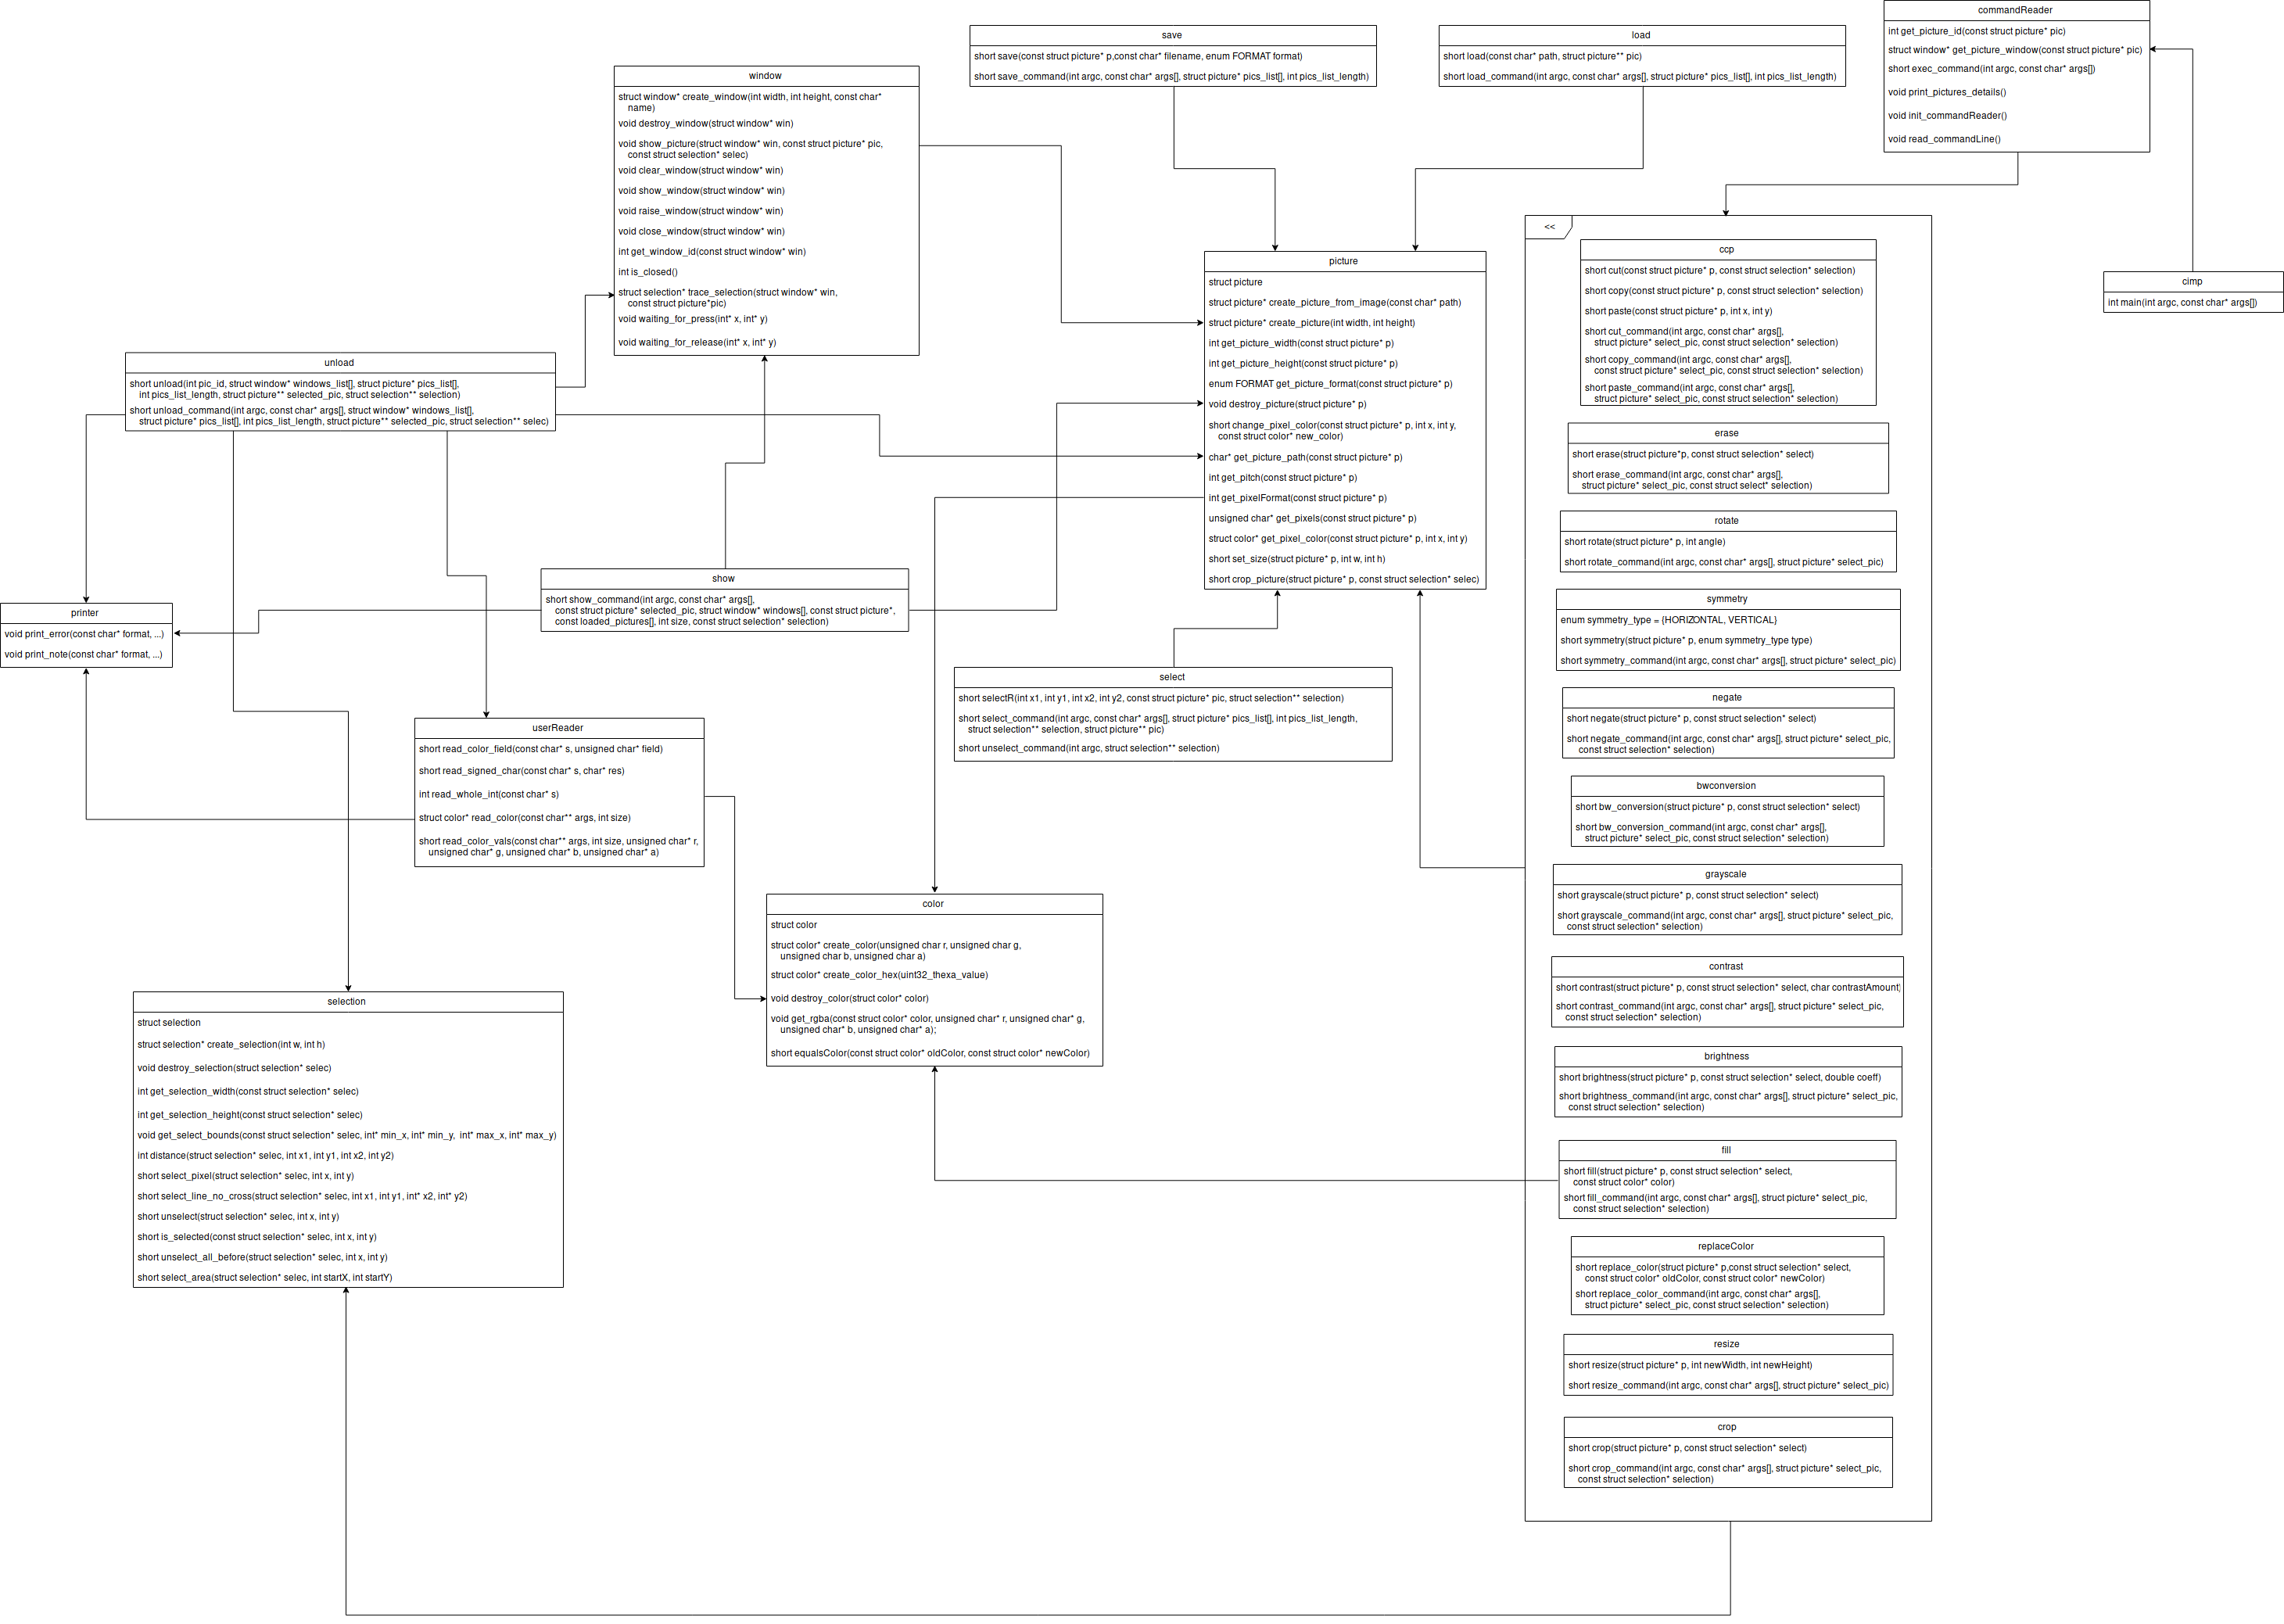 commandReader
int get_picture_id(const struct picture* pic)
struct window* get_picture_window(const struct picture* pic)
short exec_command(int argc, const char* args[])
void print_pictures_details()
void init_commandReader()
void read_commandLine()
save
short save(const struct picture* p,const char* filename, enum FORMAT format)
short save_command(int argc, const char* args[], struct picture* pics_list[], int pics_list_length)
load
short load(const char* path, struct picture** pic)
short load_command(int argc, const char* args[], struct picture* pics_list[], int pics_list_length)
window
struct window* create_window(int width, int height, const char*
name)
void destroy_window(struct window* win)
void show_picture(struct window* win, const struct picture* pic,
const struct selection* selec)
void clear_window(struct window* win)
void show_window(struct window* win)
void raise_window(struct window* win)
void close_window(struct window* win)
int get_window_id(const struct window* win)
int is_closed()
struct selection* trace_selection(struct window* win,
const struct picture*pic)
void waiting_for_press(int* x, int* y)
void waiting_for_release(int* x, int* y)
cimp
int main(int argc, const char* args[])
picture
struct picture
struct picture* create_picture_from_image(const char* path)
struct picture* create_picture(int width, int height)
int get_picture_width(const struct picture* p)
int get_picture_height(const struct picture* p)
enum FORMAT get_picture_format(const struct picture* p)
void destroy_picture(struct picture* p)
short change_pixel_color(const struct picture* p, int x, int y,
const struct color* new_color)
char* get_picture_path(const struct picture* p)
int get_pitch(const struct picture* p)
int get_pixelFormat(const struct picture* p)
unsigned char* get_pixels(const struct picture* p)
struct color* get_pixel_color(const struct picture* p, int x, int y)
short set_size(struct picture* p, int w, int h)
short crop_picture(struct picture* p, const struct selection* selec)
unload
short unload(int pic_id, struct window* windows_list[], struct picture* pics_list[],
int pics_list_length, struct picture** selected_pic, struct selection** selection)
short unload_command(int argc, const char* args[], struct window* windows_list[],
struct picture* pics_list[], int pics_list_length, struct picture** selected_pic, struct selection** selec)
show
short show_command(int argc, const char* args[],
const struct picture* selected_pic, struct window* windows[], const struct picture*,
const loaded_pictures[], int size, const struct selection* selection)
printer
void print_error(const char* format, ...)
void print_note(const char* format, ...)
select
short selectR(int x1, int y1, int x2, int y2, const struct picture* pic, struct selection** selection)
short select_command(int argc, const char* args[], struct picture* pics_list[], int pics_list_length,
struct selection** selection, struct picture** pic)
short unselect_command(int argc, struct selection** selection)
userReader
short read_color_field(const char* s, unsigned char* field)
short read_signed_char(const char* s, char* res)
int read_whole_int(const char* s)
struct color* read_color(const char** args, int size)
short read_color_vals(const char** args, int size, unsigned char* r,
unsigned char* g, unsigned char* b, unsigned char* a)
color
struct color
struct color* create_color(unsigned char r, unsigned char g,
unsigned char b, unsigned char a)
struct color* create_color_hex(uint32_thexa_value)
void destroy_color(struct color* color)
void get_rgba(const struct color* color, unsigned char* r, unsigned char* g,
unsigned char* b, unsigned char* a);
short equalsColor(const struct color* oldColor, const struct color* newColor)
selection
struct selection
struct selection* create_selection(int w, int h)
void destroy_selection(struct selection* selec)
int get_selection_width(const struct selection* selec)
int get_selection_height(const struct selection* selec)
void get_select_bounds(const struct selection* selec, int* min_x, int* min_y, int* max_x, int* max_y)
int distance(struct selection* selec, int x1, int y1, int x2, int y2)
short select_pixel(struct selection* selec, int x, int y)
short select_line_no_cross(struct selection* selec, int x1, int y1, int* x2, int* y2)
short unselect(struct selection* selec, int x, int y)
short is_selected(const struct selection* selec, int x, int y)
short unselect_all_before(struct selection* selec, int x, int y)
short select_area(struct selection* selec, int startX, int startY)
<<
ccp
short cut(const struct picture* p, const struct selection* selection)
short copy(const struct picture* p, const struct selection* selection)
short paste(const struct picture* p, int x, int y)
short cut_command(int argc, const char* args[],
struct picture* select_pic, const struct selection* selection)
short copy_command(int argc, const char* args[],
const struct picture* select_pic, const struct selection* selection)
short paste_command(int argc, const char* args[],
struct picture* select_pic, const struct selection* selection)
erase
short erase(struct picture*p, const struct selection* select)
short erase_command(int argc, const char* args[],
struct picture* select_pic, const struct select* selection)
rotate
short rotate(struct picture* p, int angle)
short rotate_command(int argc, const char* args[], struct picture* select_pic)
symmetry
enum symmetry_type = {HORIZONTAL, VERTICAL}
short symmetry(struct picture* p, enum symmetry_type type)
short symmetry_command(int argc, const char* args[], struct picture* select_pic)
negate
short negate(struct picture* p, const struct selection* select)
short negate_command(int argc, const char* args[], struct picture* select_pic,
const struct selection* selection)
bwconversion
short bw_conversion(struct picture* p, const struct selection* select)
short bw_conversion_command(int argc, const char* args[],
struct picture* select_pic, const struct selection* selection)
grayscale
short grayscale(struct picture* p, const struct selection* select)
short grayscale_command(int argc, const char* args[], struct picture* select_pic,
const struct selection* selection)
contrast
short contrast(struct picture* p, const struct selection* select, char contrastAmount)
short contrast_command(int argc, const char* args[], struct picture* select_pic,
const struct selection* selection)
brightness
short brightness(struct picture* p, const struct selection* select, double coeff)
short brightness_command(int argc, const char* args[], struct picture* select_pic,
const struct selection* selection)
fill
short fill(struct picture* p, const struct selection* select,
const struct color* color)
short fill_command(int argc, const char* args[], struct picture* select_pic,
const struct selection* selection)
replaceColor
short replace_color(struct picture* p,const struct selection* select,
const struct color* oldColor, const struct color* newColor)
short replace_color_command(int argc, const char* args[],
struct picture* select_pic, const struct selection* selection)
resize
short resize(struct picture* p, int newWidth, int newHeight)
short resize_command(int argc, const char* args[], struct picture* select_pic)
crop
short crop(struct picture* p, const struct selection* select)
short crop_command(int argc, const char* args[], struct picture* select_pic,
const struct selection* selection)